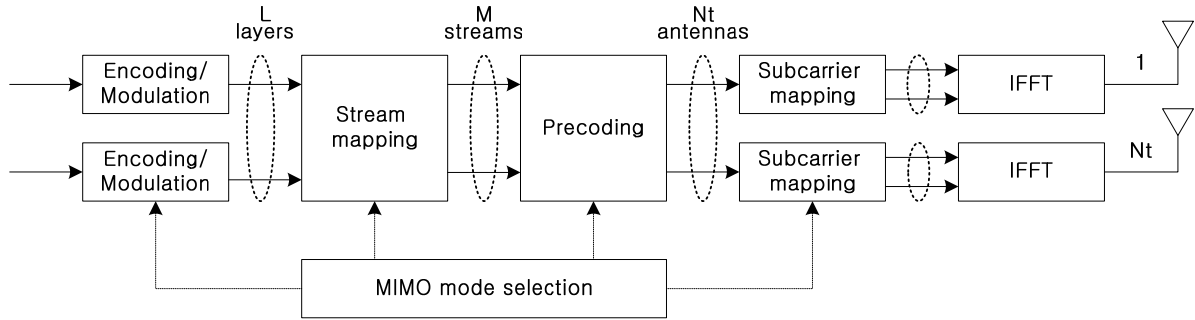 L
layers
M
streams
Nt
antennas
Encoding/
Modulation
Stream
mapping
Precoding
Subcarrier
mapping
IFFT
1
Encoding/
Modulation
Subcarrier
mapping
IFFT
Nt
MIMO mode selection